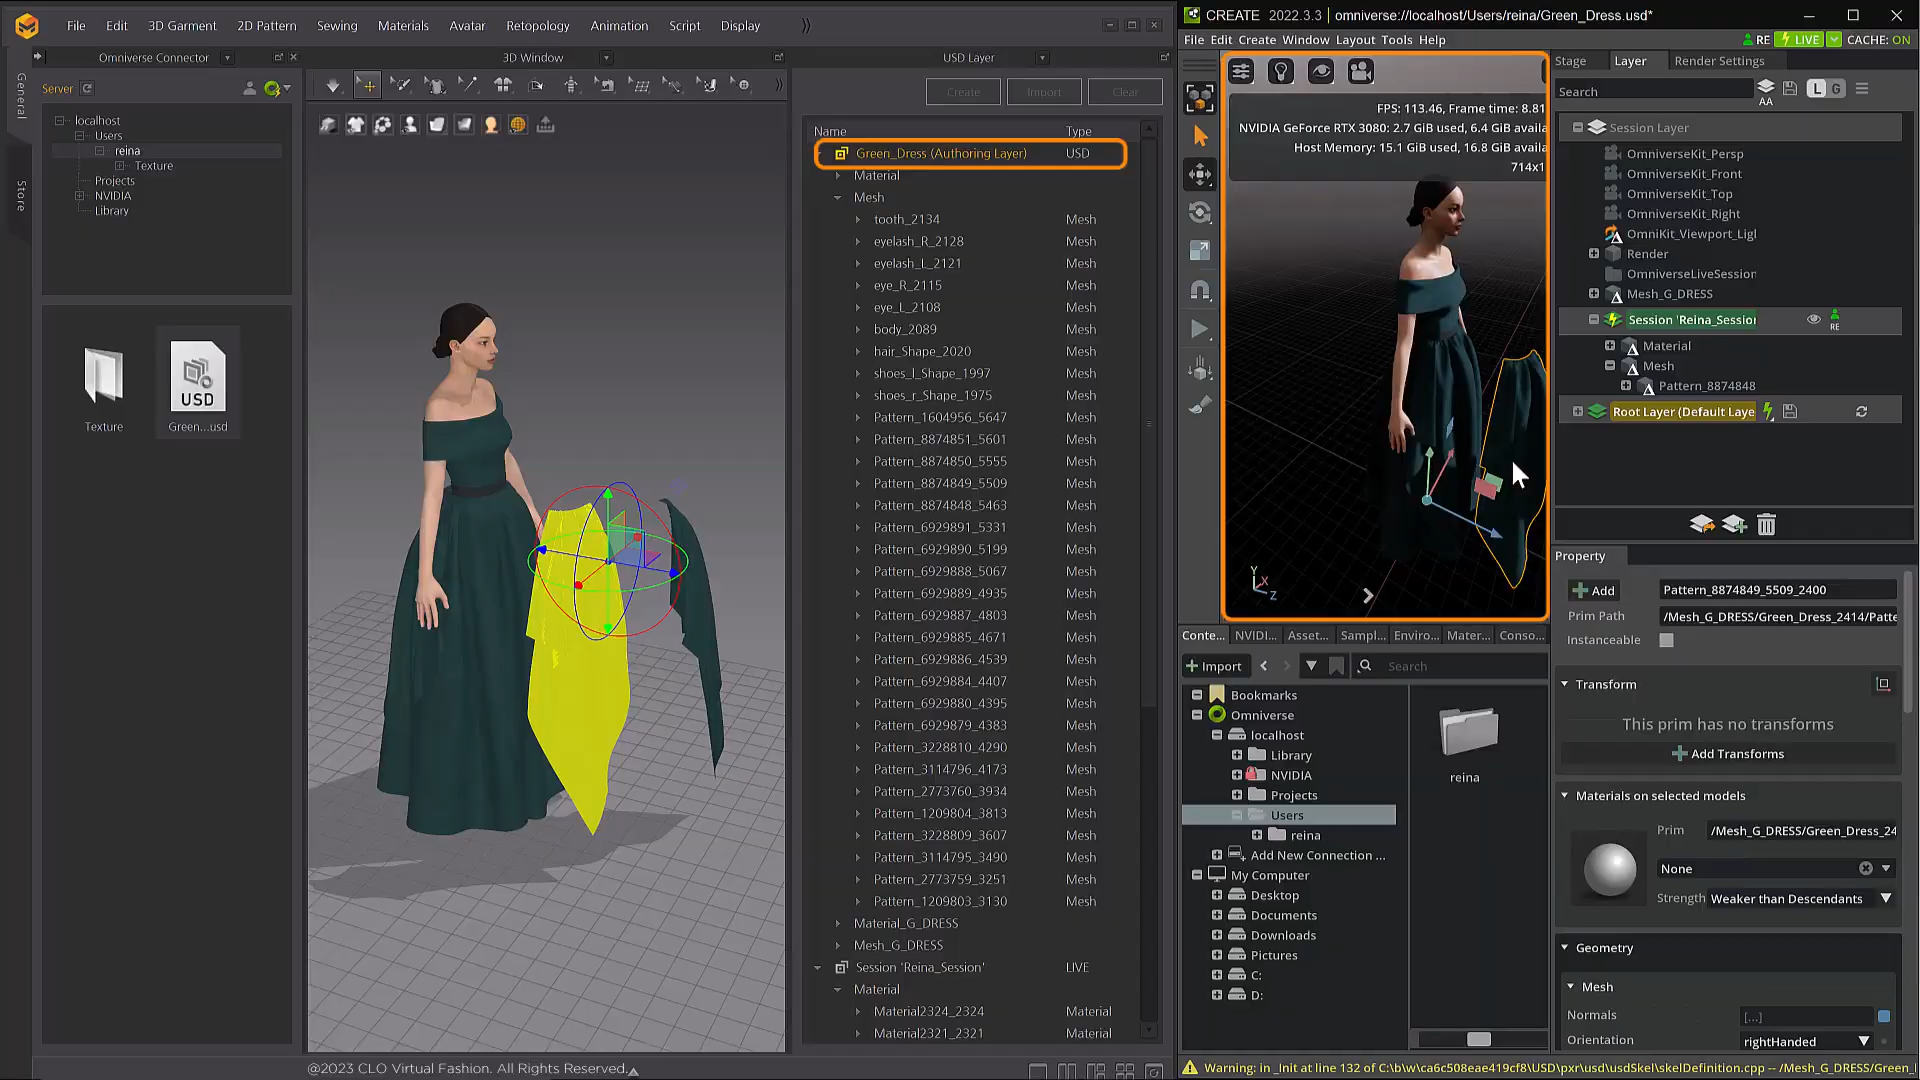 File Edit 3D Garment 2D Pattern Sewing Materials Avatar Retopology Animation Script Display
Omniverse Connector
3D Window
USD Layer
General
Store
Server
localhost
Users
reina
Texture
Projects
NVIDIA
Library
Texture
USD
Green...usd
Create Import Clear
Name Type
Green_Dress (Authoring Layer) USD
Material
Mesh
tooth_2134 Mesh
eyelash_R_2128 Mesh
eyelash_L_2121 Mesh
eye_R_2115 Mesh
eye_L_2108 Mesh
body_2089 Mesh
hair_Shape_2020 Mesh
shoes_l_Shape_1997 Mesh
shoes_r_Shape_1975 Mesh
Pattern_1604956_5647 Mesh
Pattern_8874851_5601 Mesh
Pattern_8874850_5555 Mesh
Pattern_8874849_5509 Mesh
Pattern_8874848_5463 Mesh
Pattern_6929891_5331 Mesh
Pattern_6929890_5199 Mesh
Pattern_6929888_5067 Mesh
Pattern_6929889_4935 Mesh
Pattern_6929887_4803 Mesh
Pattern_6929885_4671 Mesh
Pattern_6929886_4539 Mesh
Pattern_6929884_4407 Mesh
Pattern_6929880_4395 Mesh
Pattern_6929879_4383 Mesh
Pattern_3228810_4290 Mesh
Pattern_3114796_4173 Mesh
Pattern_2773760_3934 Mesh
Pattern_1209804_3813 Mesh
Pattern_3228809_3607 Mesh
Pattern_3114795_3490 Mesh
Pattern_2773759_3251 Mesh
Pattern_1209803_3130 Mesh
Material_G_DRESS
Mesh_G_DRESS
Session 'Reina_Session' LIVE
Material
Material2324_2324 Material
Material2321_2321 Material
@2023 CLO Virtual Fashion. All Rights Reserved.
CREATE 2022.3.3 | omniverse://localhost/Users/reina/Green_Dress.usd*
File Edit Create Window Layout Tools Help
RE LIVE CACHE: ON
FPS: 113.46, Frame time: 8.81
NVIDIA GeForce RTX 3080: 2.7 GiB used, 6.4 GiB availa
Host Memory: 15.1 GiB used, 16.8 GiB availa
714x1
Y
X
Z
Stage Layer Render Settings
Search AA L G
Session Layer
OmniverseKit_Persp
OmniverseKit_Front
OmniverseKit_Top
OmniverseKit_Right
OmniKit_Viewport_Ligl
Render
OmniverseLiveSession
Mesh_G_DRESS
Session 'Reina_Session RE
Material
Mesh
Pattern_8874848
Root Layer (Default Laye
Property
Add Pattern_8874849_5509_2400
Prim Path /Mesh_G_DRESS/Green_Dress_2414/Patte
Instanceable
Transform
This prim has no transforms
Add Transforms
Materials on selected models
Prim /Mesh_G_DRESS/Green_Dress_24
None
Strength Weaker than Descendants
Geometry
Mesh
Normals [...]
Orientation rightHanded
Conte... NVIDI... Asset... Sampl... Enviro... Mater... Conso...
Import Search
Bookmarks
Omniverse
localhost
Library
NVIDIA
Projects
Users
reina
Add New Connection ...
My Computer
Desktop
Documents
Downloads
Pictures
C:
D:
reina
Warning: in _Init at line 132 of C:\b\w\ca6c508eae419cf8\USD\pxr\usd\usdSkel\skelDefinition.cpp -- /Mesh_G_DRESS/Green_